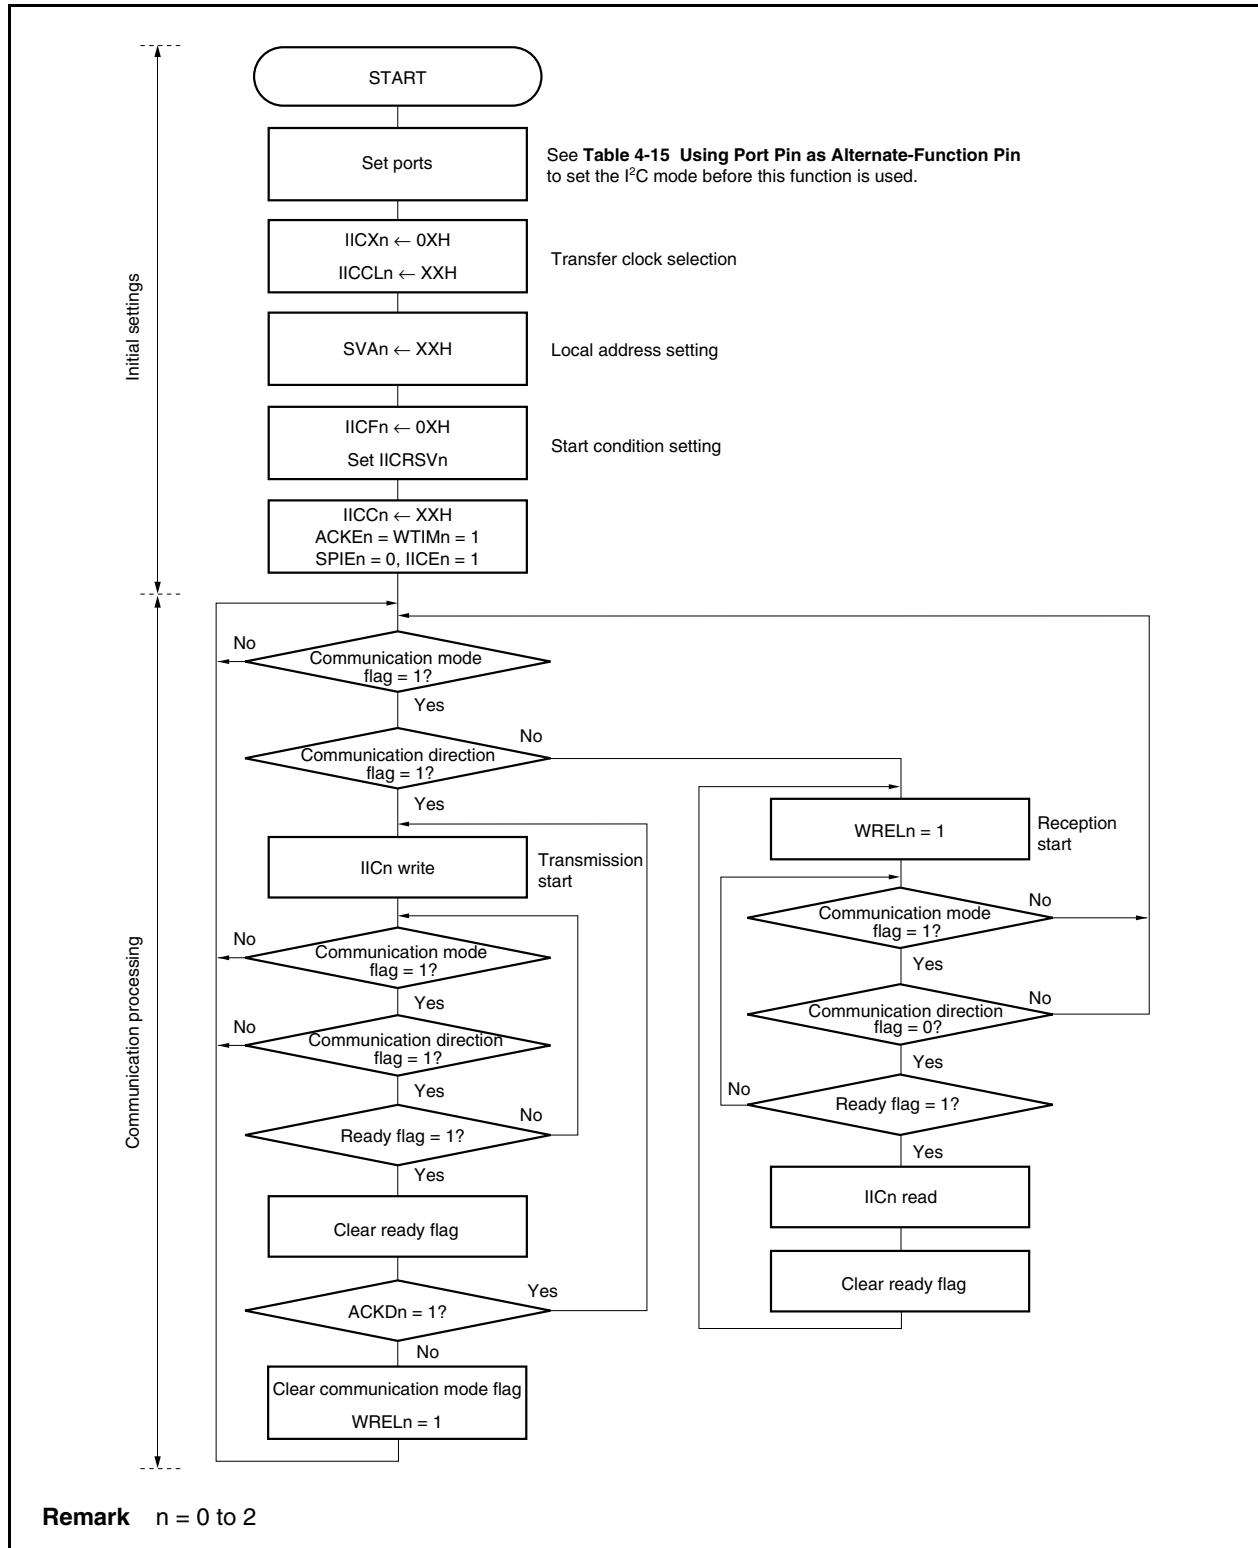 START
Set ports
See Table 4-15 Using Port Pin as Alternate-Function Pin
to set the I²C mode before this function is used.
IICXn ← 0XH
IICCLn ← XXH
Transfer clock selection
Initial settings
SVAn ← XXH
Local address setting
IICFn ← 0XH
Set IICRSVn
Start condition setting
IICCn ← XXH
ACKEn = WTIMn = 1
SPIEn = 0, IICEn = 1
No
Communication mode
flag = 1?
Yes
No
Communication direction
flag = 1?
Yes
IICn write
Transmission
start
No
Communication mode
flag = 1?
Yes
No
Communication direction
flag = 1?
Yes
No
Ready flag = 1?
Yes
Clear ready flag
Yes
ACKDn = 1?
No
Clear communication mode flag
WRELn = 1
WRELn = 1
Reception
start
No
Communication mode
flag = 1?
Yes
No
Communication direction
flag = 0?
Yes
No
Ready flag = 1?
Yes
IICn read
Clear ready flag
Communication processing
Remark n = 0 to 2